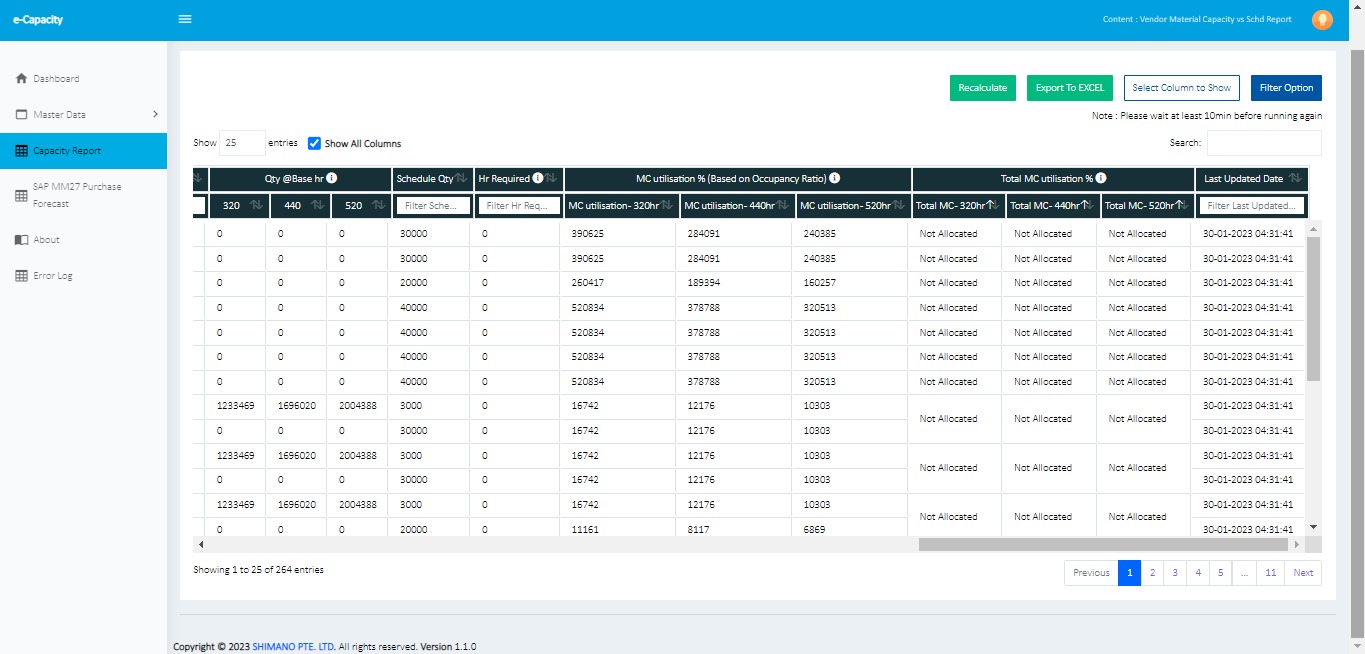 e-Capacity
Content : Vendor Material Capacity vs Schd Report
Dashboard
Master Data
Capacity Report
SAP MM27 Purchase
Forecast
About
Error Log
Recalculate Export To EXCEL Select Column to Show Filter Option
Note : Please wait at least 10min before running again
Show 25 entries Show All Columns Search:
Qty @Base hr Schedule Qty Hr Required MC utilisation % (Based on Occupancy Ratio) Total MC utilisation % Last Updated Date
320 440 520 Filter Sche... Filter Hr Req... MC utilisation- 320hr MC utilisation- 440hr MC utilisation- 520hr Total MC- 320hr Total MC- 440hr Total MC- 520hr Filter Last Updated...
0 0 0 30000 0 390625 284091 240385 Not Allocated Not Allocated Not Allocated 30-01-2023 04:31:41
0 0 0 30000 0 390625 284091 240385 Not Allocated Not Allocated Not Allocated 30-01-2023 04:31:41
0 0 0 20000 0 260417 189394 160257 Not Allocated Not Allocated Not Allocated 30-01-2023 04:31:41
0 0 0 40000 0 520834 378788 320513 Not Allocated Not Allocated Not Allocated 30-01-2023 04:31:41
0 0 0 40000 0 520834 378788 320513 Not Allocated Not Allocated Not Allocated 30-01-2023 04:31:41
0 0 0 40000 0 520834 378788 320513 Not Allocated Not Allocated Not Allocated 30-01-2023 04:31:41
0 0 0 40000 0 520834 378788 320513 Not Allocated Not Allocated Not Allocated 30-01-2023 04:31:41
1233469 1696020 2004388 3000 0 16742 12176 10303 30-01-2023 04:31:41
Not Allocated Not Allocated Not Allocated
0 0 0 30000 0 16742 12176 10303 30-01-2023 04:31:41
1233469 1696020 2004388 3000 0 16742 12176 10303 30-01-2023 04:31:41
Not Allocated Not Allocated Not Allocated
0 0 0 30000 0 16742 12176 10303 30-01-2023 04:31:41
1233469 1696020 2004388 3000 0 16742 12176 10303 30-01-2023 04:31:41
Not Allocated Not Allocated Not Allocated
0 0 0 20000 0 11161 8117 6869 30-01-2023 04:31:41
Showing 1 to 25 of 264 entries
Previous 1 2 3 4 5 ... 11 Next
Copyright © 2023 SHIMANO PTE. LTD. All rights reserved. Version 1.1.0